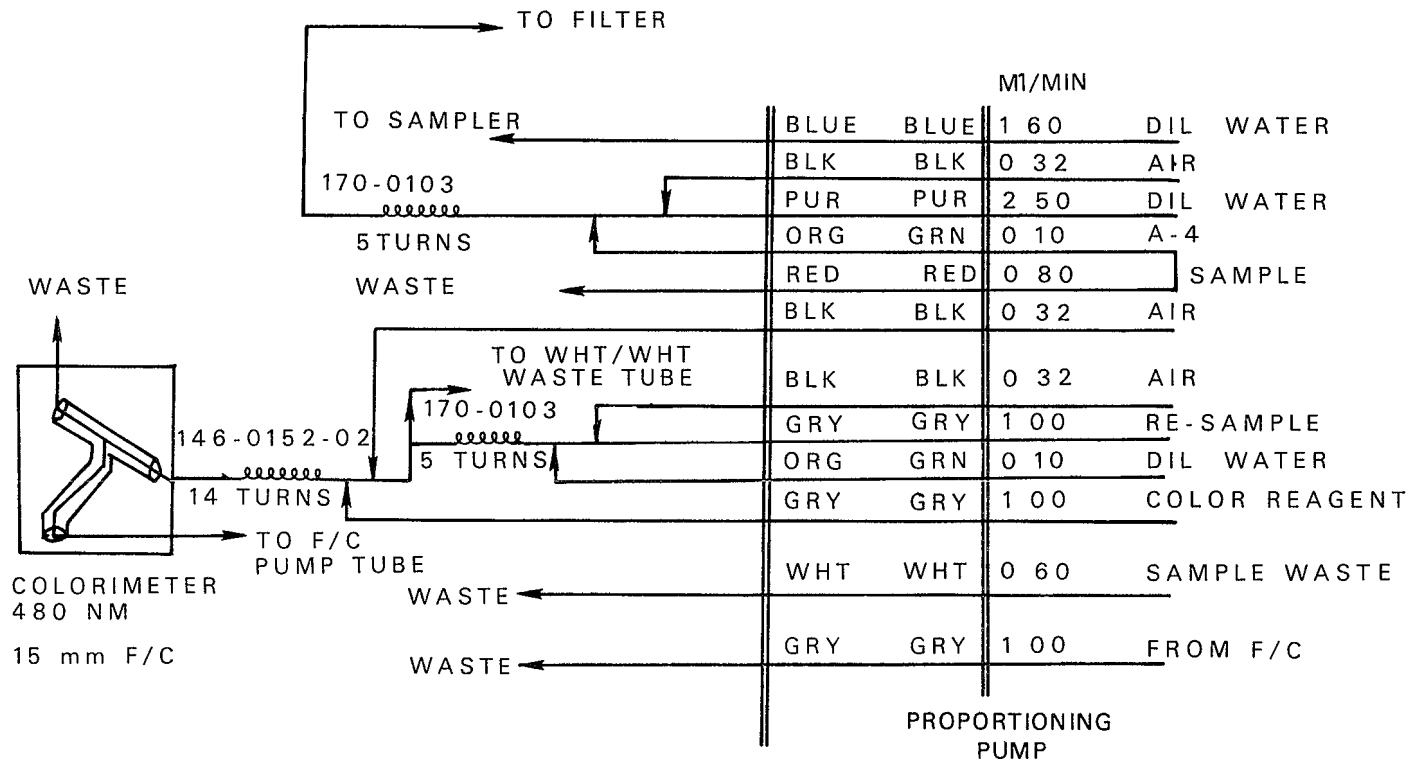 TO FILTER
M1/MIN
TO SAMPLER
BLUE BLUE 1 60 DIL WATER
BLK BLK 0 32 AIR
170-0103
PUR PUR 2 50 DIL WATER
5 TURNS
ORG GRN 0 10 A-4
WASTE
WASTE
RED RED 0 80 SAMPLE
BLK BLK 0 32 AIR
TO WHT/WHT
WASTE TUBE
BLK BLK 0 32 AIR
170-0103
GRY GRY 1 00 RE-SAMPLE
146-0152-02
5 TURNS
ORG GRN 0 10 DIL WATER
14 TURNS
GRY GRY 1 00 COLOR REAGENT
TO F/C
PUMP TUBE
COLORIMETER
480 NM
15 mm F/C
WASTE
WHT WHT 0 60 SAMPLE WASTE
WASTE
GRY GRY 1 00 FROM F/C
PROPORTIONING
PUMP